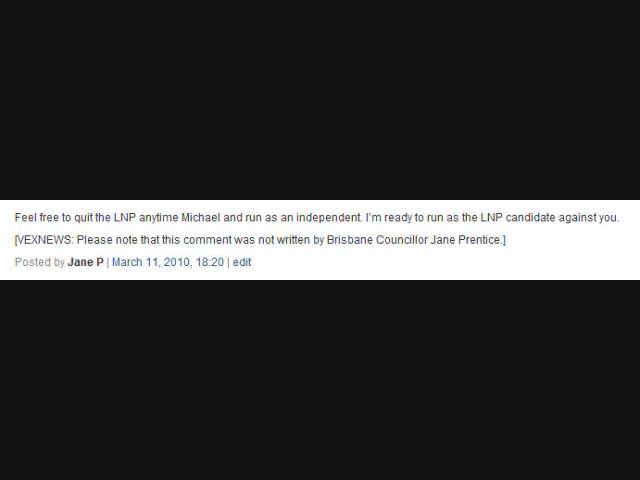 Feel free to quit the LNP anytime Michael and run as an independent. I'm ready to run as the LNP candidate against you.
[VEXNEWS: Please note that this comment was not written by Brisbane Councillor Jane Prentice.]
Posted by Jane P | March 11, 2010, 18:20 | edit